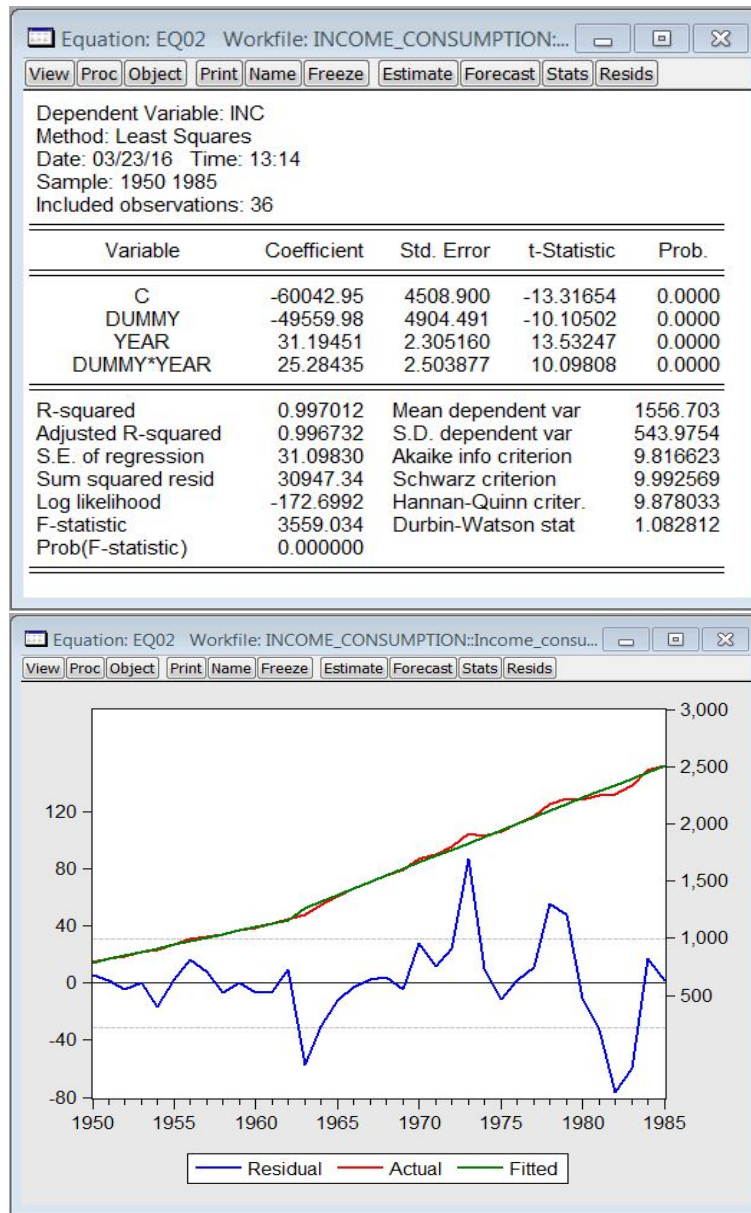 Equation: EQ02 Workfile: INCOME_CONSUMPTION:...
View Proc Object Print Name Freeze Estimate Forecast Stats Resids
Dependent Variable: INC
Method: Least Squares
Date: 03/23/16 Time: 13:14
Sample: 1950 1985
Included observations: 36
Variable Coefficient Std. Error t-Statistic Prob.
C -60042.95 4508.900 -13.31654 0.0000
DUMMY -49559.98 4904.491 -10.10502 0.0000
YEAR 31.19451 2.305160 13.53247 0.0000
DUMMY*YEAR 25.28435 2.503877 10.09808 0.0000
R-squared 0.997012 Mean dependent var 1556.703
Adjusted R-squared 0.996732 S.D. dependent var 543.9754
S.E. of regression 31.09830 Akaike info criterion 9.816623
Sum squared resid 30947.34 Schwarz criterion 9.992569
Log likelihood -172.6992 Hannan-Quinn criter. 9.878033
F-statistic 3559.034 Durbin-Watson stat 1.082812
Prob(F-statistic) 0.000000
Equation: EQ02 Workfile: INCOME_CONSUMPTION::Income_consu...
View Proc Object Print Name Freeze Estimate Forecast Stats Resids
3,000
2,500
120 2,000
80 1,500
40 1,000
0 500
-40
-80
1950 1955 1960 1965 1970 1975 1980 1985
Residual Actual Fitted